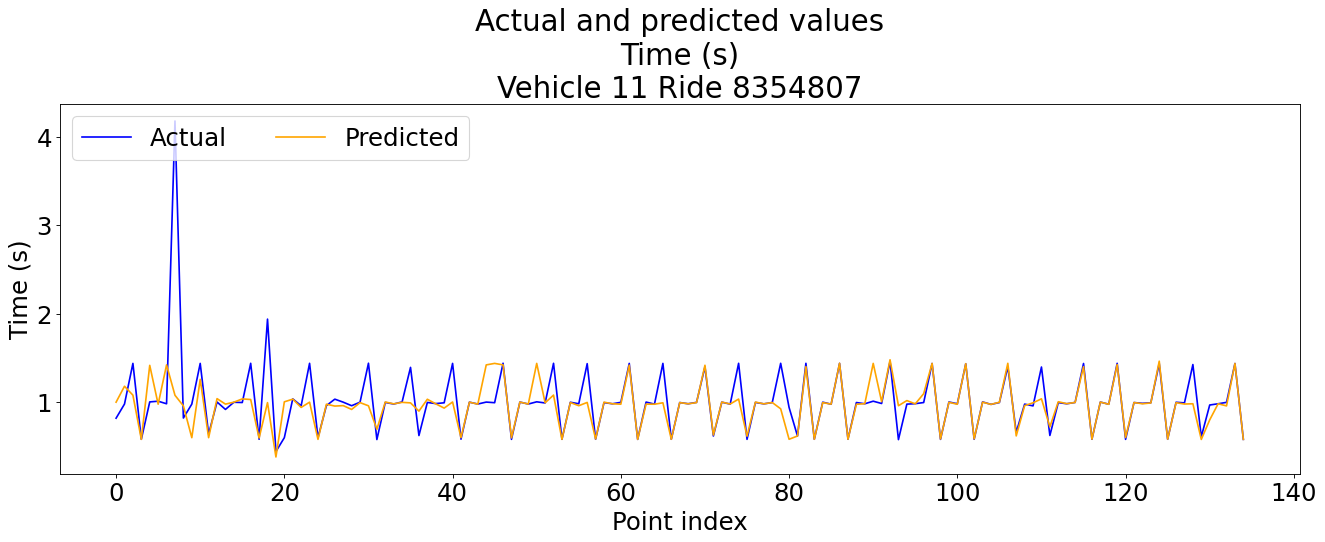 Actual and predicted values
Time (s)
Vehicle 11 Ride 8354807
Actual
Predicted
Time (s)
4
3
2
1
0
20
40
60
80
100
120
140
Point index